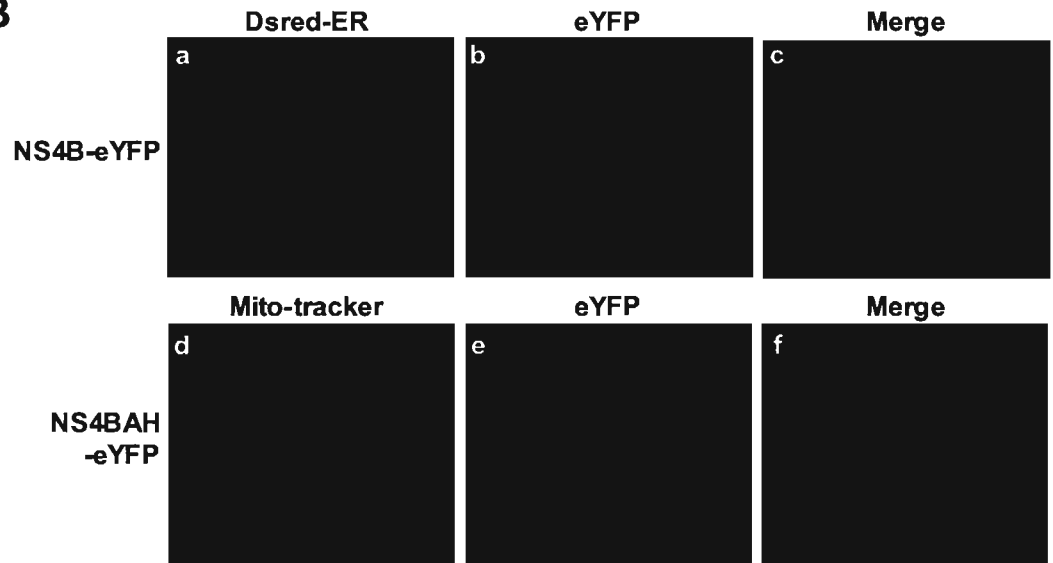 B
Dsred-ER eYFP Merge
a b c
NS4B-eYFP
Mito-tracker eYFP Merge
d e f
NS4BAH
-eYFP